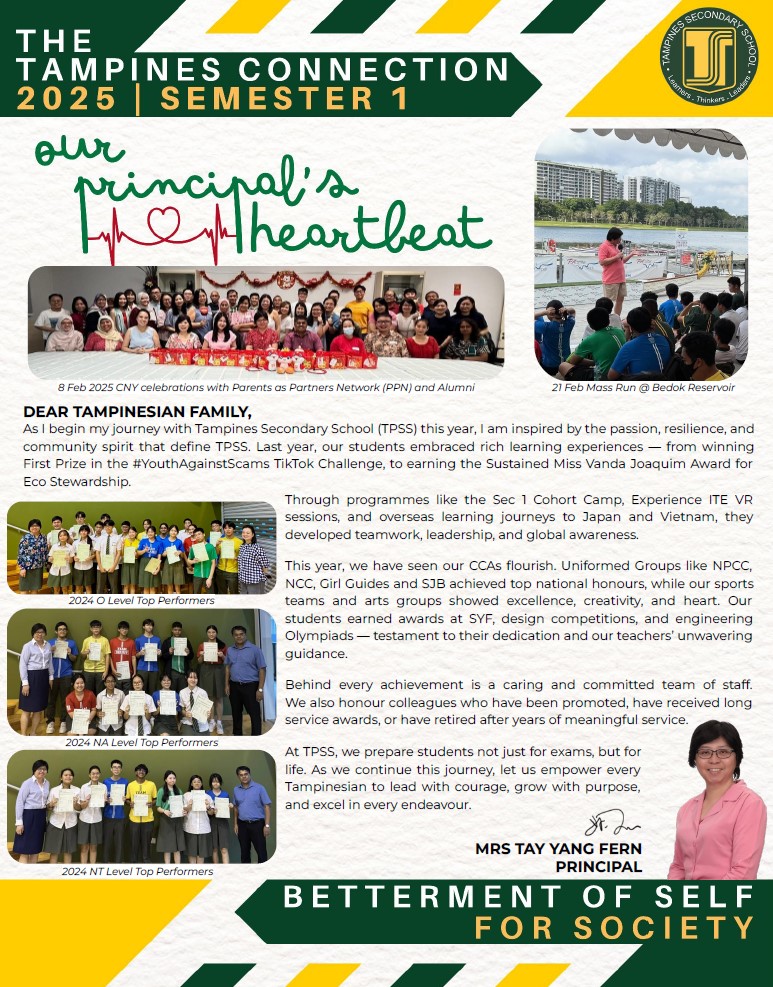 THE
TAMPINES CONNECTION
2025 | SEMESTER 1
TAMPINES SECONDARY SCHOOL
Learners . Thinkers . Leaders
our
principal's
heartbeat
8 Feb 2025 CNY celebrations with Parents as Partners Network (PPN) and Alumni
21 Feb Mass Run @ Bedok Reservoir
DEAR TAMPINESIAN FAMILY,
As I begin my journey with Tampines Secondary School (TPSS) this year, I am inspired by the passion, resilience, and
community spirit that define TPSS. Last year, our students embraced rich learning experiences — from winning
First Prize in the #YouthAgainstScams TikTok Challenge, to earning the Sustained Miss Vanda Joaquim Award for
Eco Stewardship.
Through programmes like the Sec 1 Cohort Camp, Experience ITE VR
sessions, and overseas learning journeys to Japan and Vietnam, they
developed teamwork, leadership, and global awareness.
2024 O Level Top Performers
This year, we have seen our CCAs flourish. Uniformed Groups like NPCC,
NCC, Girl Guides and SJB achieved top national honours, while our sports
teams and arts groups showed excellence, creativity, and heart. Our
students earned awards at SYF, design competitions, and engineering
Olympiads — testament to their dedication and our teachers' unwavering
guidance.
2024 NA Level Top Performers
Behind every achievement is a caring and committed team of staff.
We also honour colleagues who have been promoted, have received long
service awards, or have retired after years of meaningful service.
At TPSS, we prepare students not just for exams, but for
life. As we continue this journey, let us empower every
Tampinesian to lead with courage, grow with purpose,
and excel in every endeavour.
2024 NT Level Top Performers
MRS TAY YANG FERN
PRINCIPAL
BETTERMENT OF SELF
FOR SOCIETY